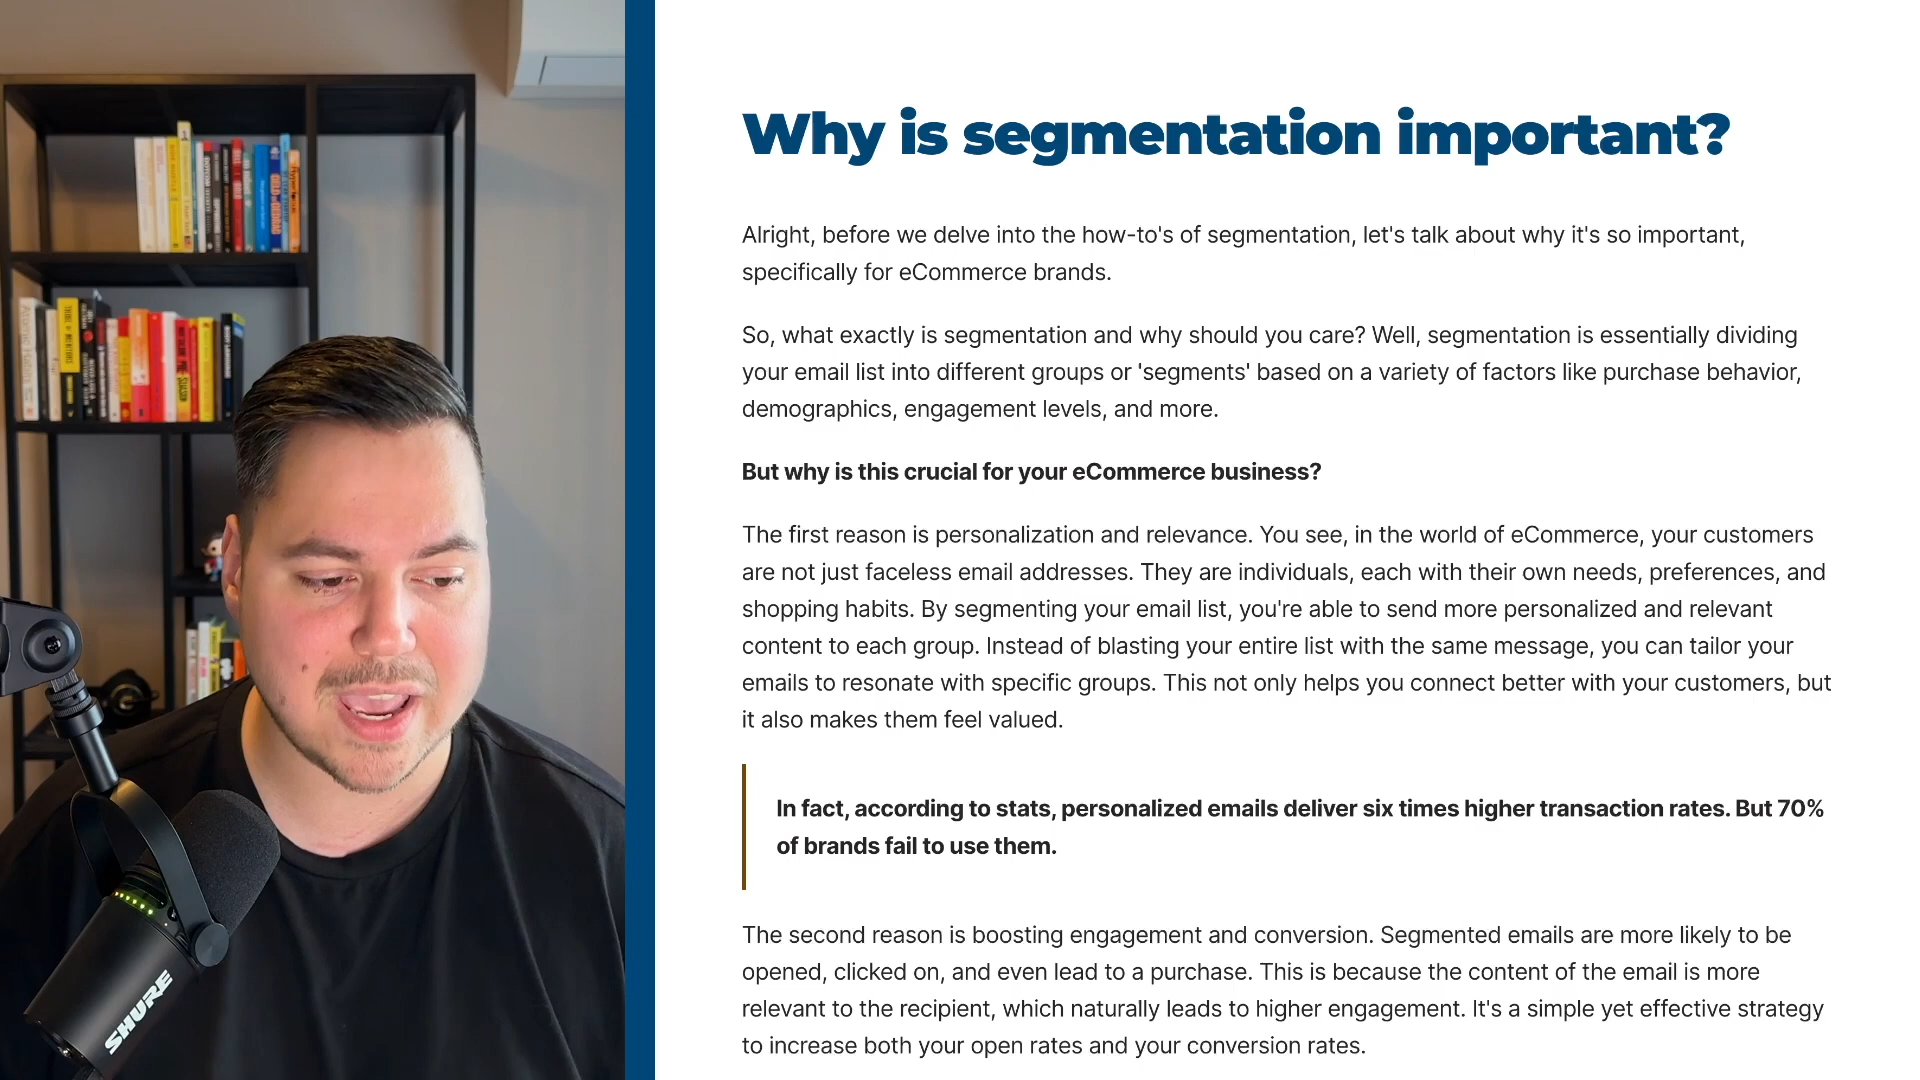 Why is segmentation important?
Alright, before we delve into the how-to's of segmentation, let's talk about why it's so important,
specifically for eCommerce brands.
So, what exactly is segmentation and why should you care? Well, segmentation is essentially dividing
your email list into different groups or 'segments' based on a variety of factors like purchase behavior,
demographics, engagement levels, and more.
But why is this crucial for your eCommerce business?
The first reason is personalization and relevance. You see, in the world of eCommerce, your customers
are not just faceless email addresses. They are individuals, each with their own needs, preferences, and
shopping habits. By segmenting your email list, you're able to send more personalized and relevant
content to each group. Instead of blasting your entire list with the same message, you can tailor your
emails to resonate with specific groups. This not only helps you connect better with your customers, but
it also makes them feel valued.
In fact, according to stats, personalized emails deliver six times higher transaction rates. But 70%
of brands fail to use them.
The second reason is boosting engagement and conversion. Segmented emails are more likely to be
opened, clicked on, and even lead to a purchase. This is because the content of the email is more
relevant to the recipient, which naturally leads to higher engagement. It's a simple yet effective strategy
to increase both your open rates and your conversion rates.
SHURE